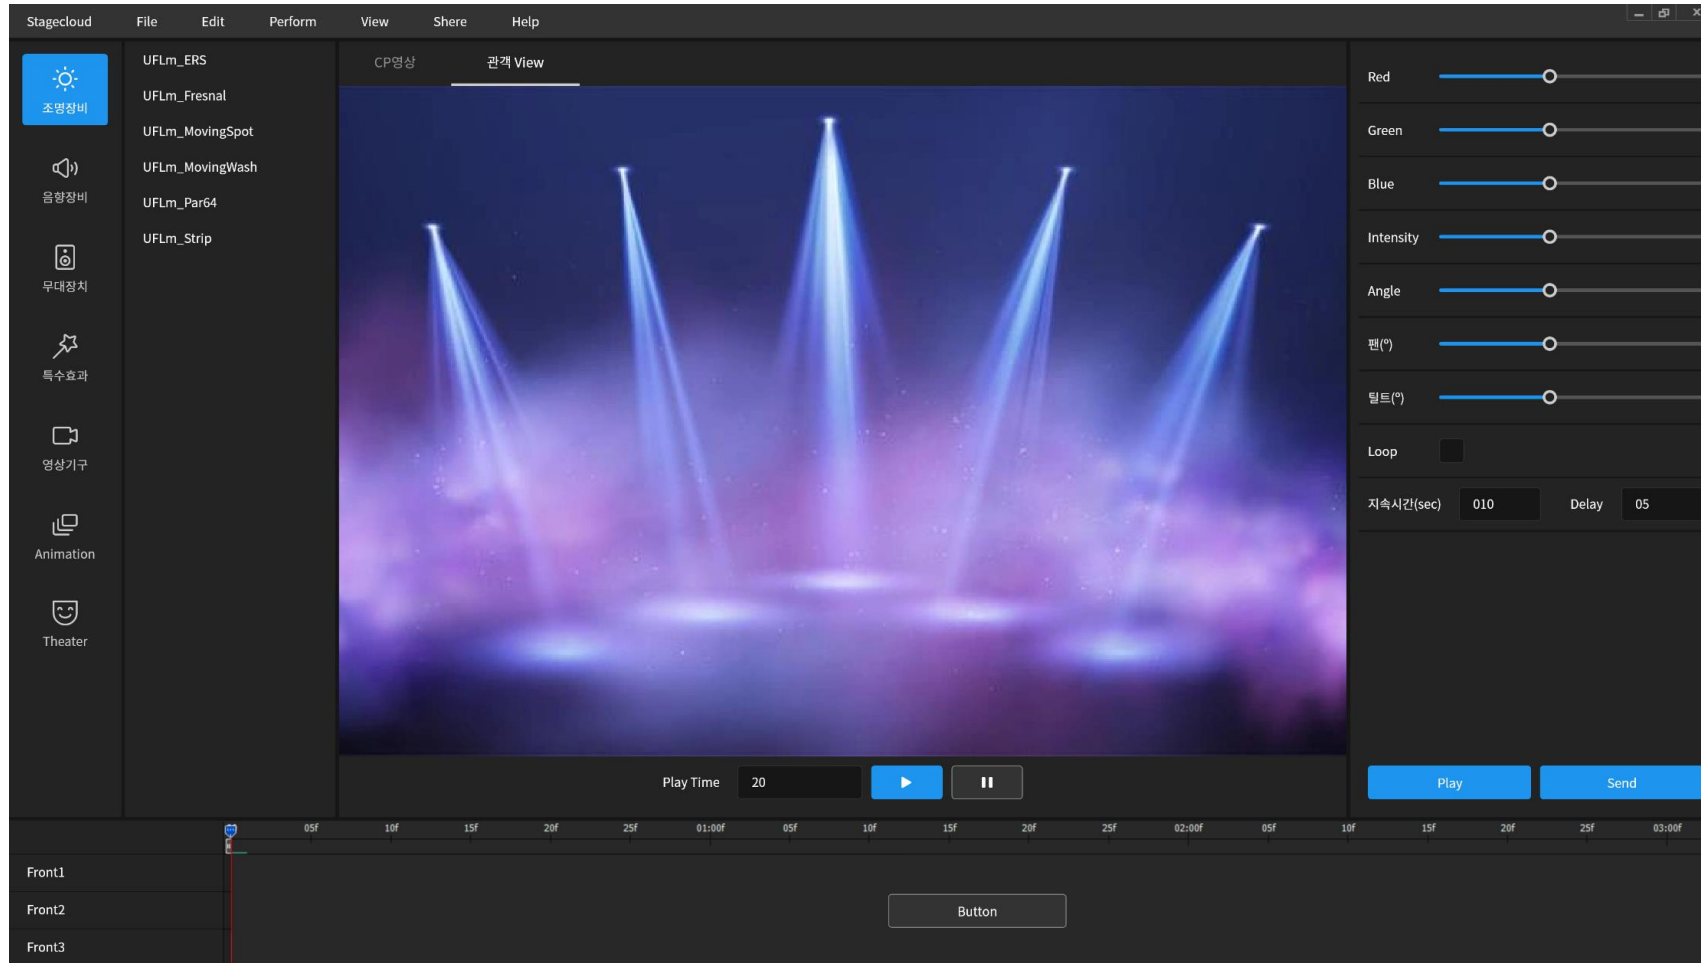 Stagecloud File Edit Perform View Shere Help
조명장비
음향장비
무대장치
특수효과
영상기구
Animation
Theater
UFLm_ERS
UFLm_Fresnal
UFLm_MovingSpot
UFLm_MovingWash
UFLm_Par64
UFLm_Strip
CP영상 관객 View
Play Time 20
Red
Green
Blue
Intensity
Angle
팬(º)
틸트(º)
Loop
지속시간(sec) 010 Delay 05
Play Send
05f 10f 15f 20f 25f 01:00f 05f 10f 15f 20f 25f 02:00f 05f 10f 15f 20f 25f 03:00f
Front1
Front2
Button
Front3